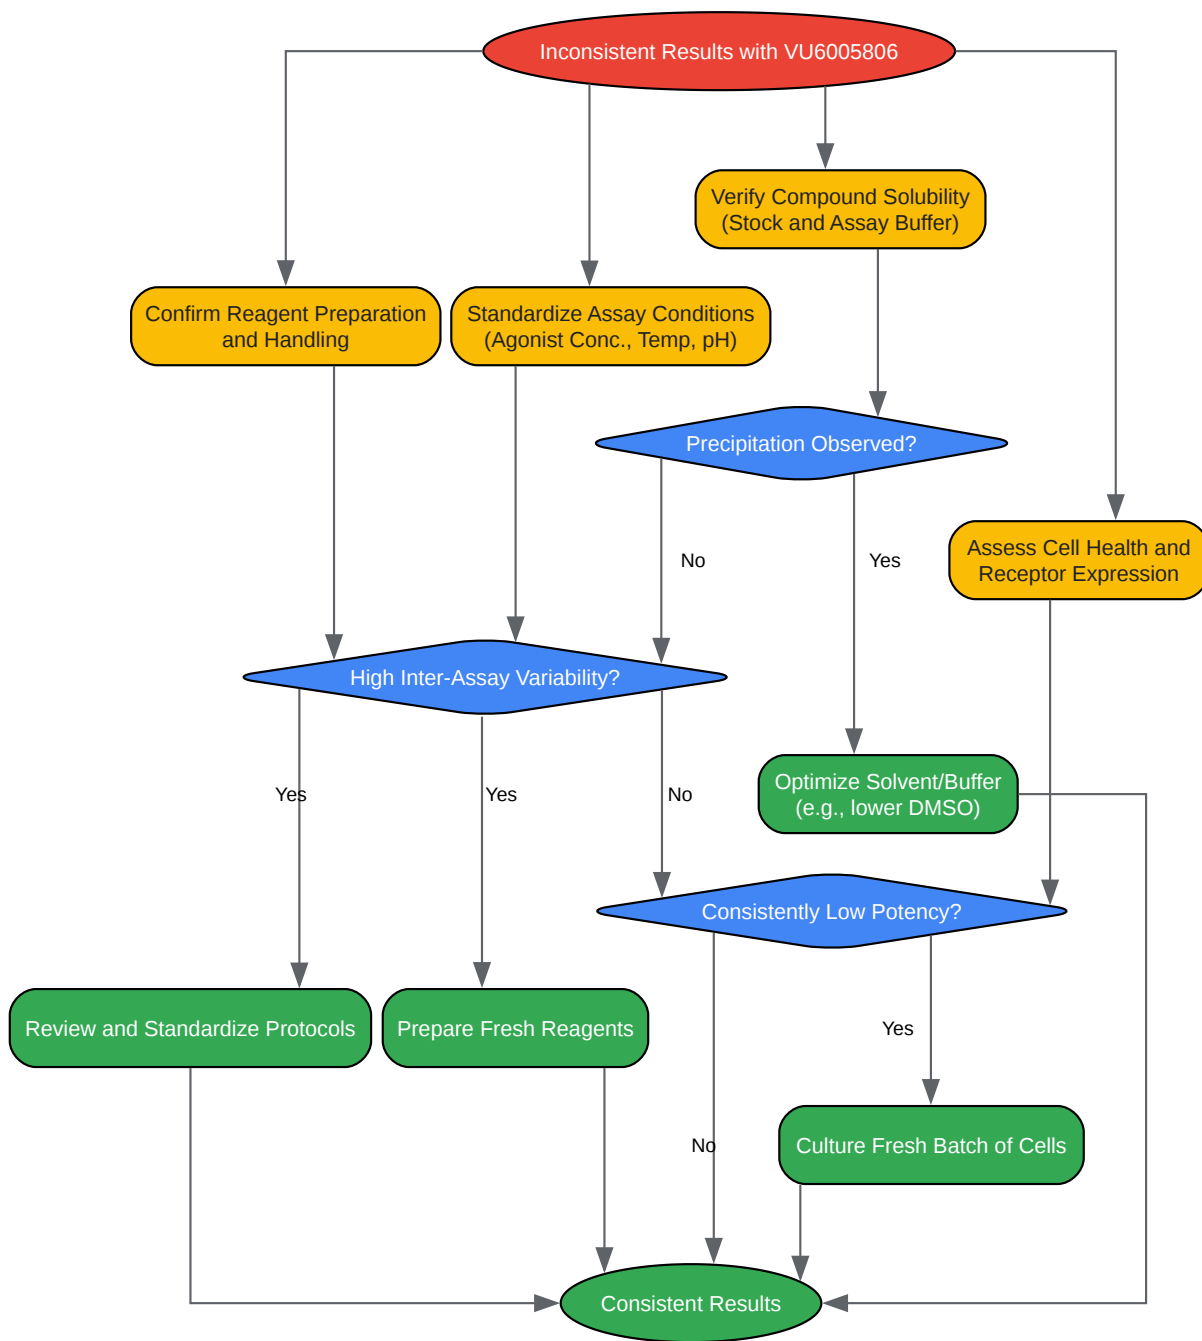 Inconsistent Results with VU6005806
Verify Compound Solubility
(Stock and Assay Buffer)
Confirm Reagent Preparation
and Handling
Standardize Assay Conditions
(Agonist Conc., Temp, pH)
Precipitation Observed?
No
Yes
Assess Cell Health and
Receptor Expression
High Inter-Assay Variability?
Yes
Yes
No
Optimize Solvent/Buffer
(e.g., lower DMSO)
Consistently Low Potency?
Review and Standardize Protocols
Prepare Fresh Reagents
Yes
No
Culture Fresh Batch of Cells
Consistent Results